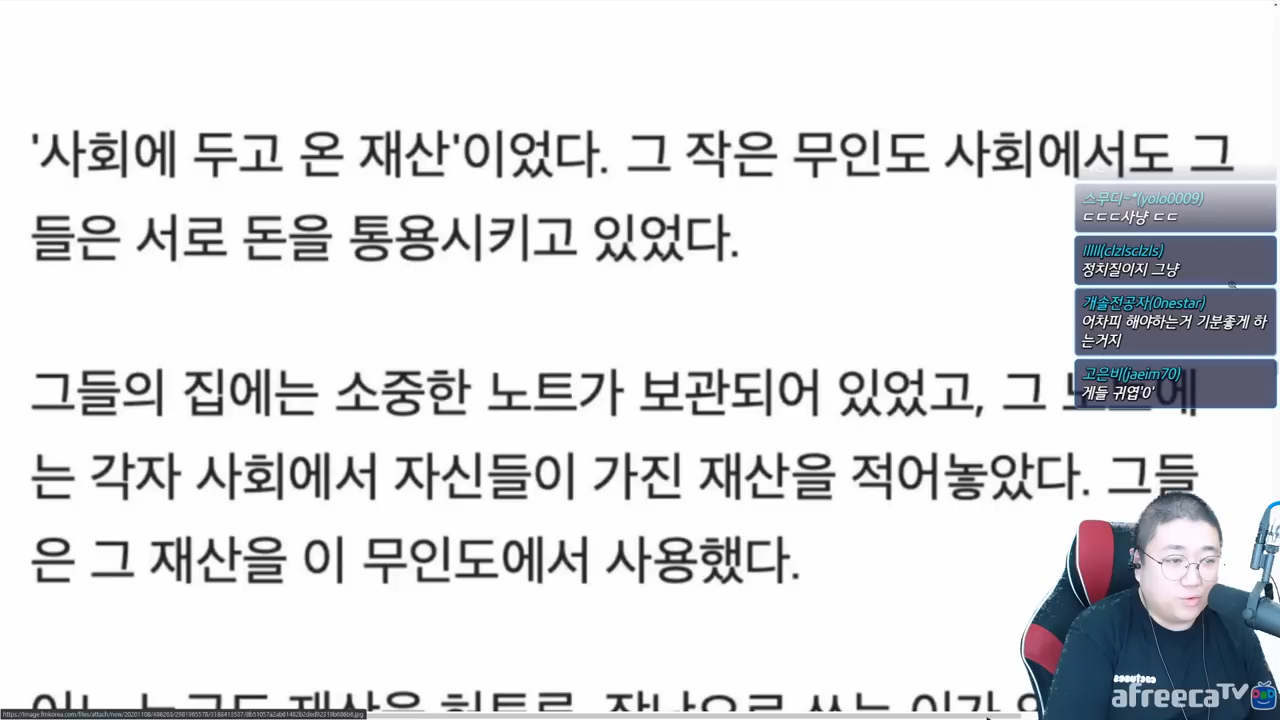 '사회에 두고 온 재산'이었다. 그 작은 무인도 사회에서도 그
들은 서로 돈을 통용시키고 있었다.
그들의 집에는 소중한 노트가 보관되어 있었고, 그
는 각자 사회에서 자신들이 가진 재산을 적어놓았다. 그들
은 그 재산을 이 무인도에서 사용했다.
스무디~*(yolo0009)
ㄷㄷㄷ사냥 ㄷㄷ
lllll(clzlsclzls)
정치질이지 그냥
개솔전공자(0nestar)
어차피 해야하는거 기분좋게 하
는거지
고은비(jaeim70)
게들 귀엽'0'
afreecaTV